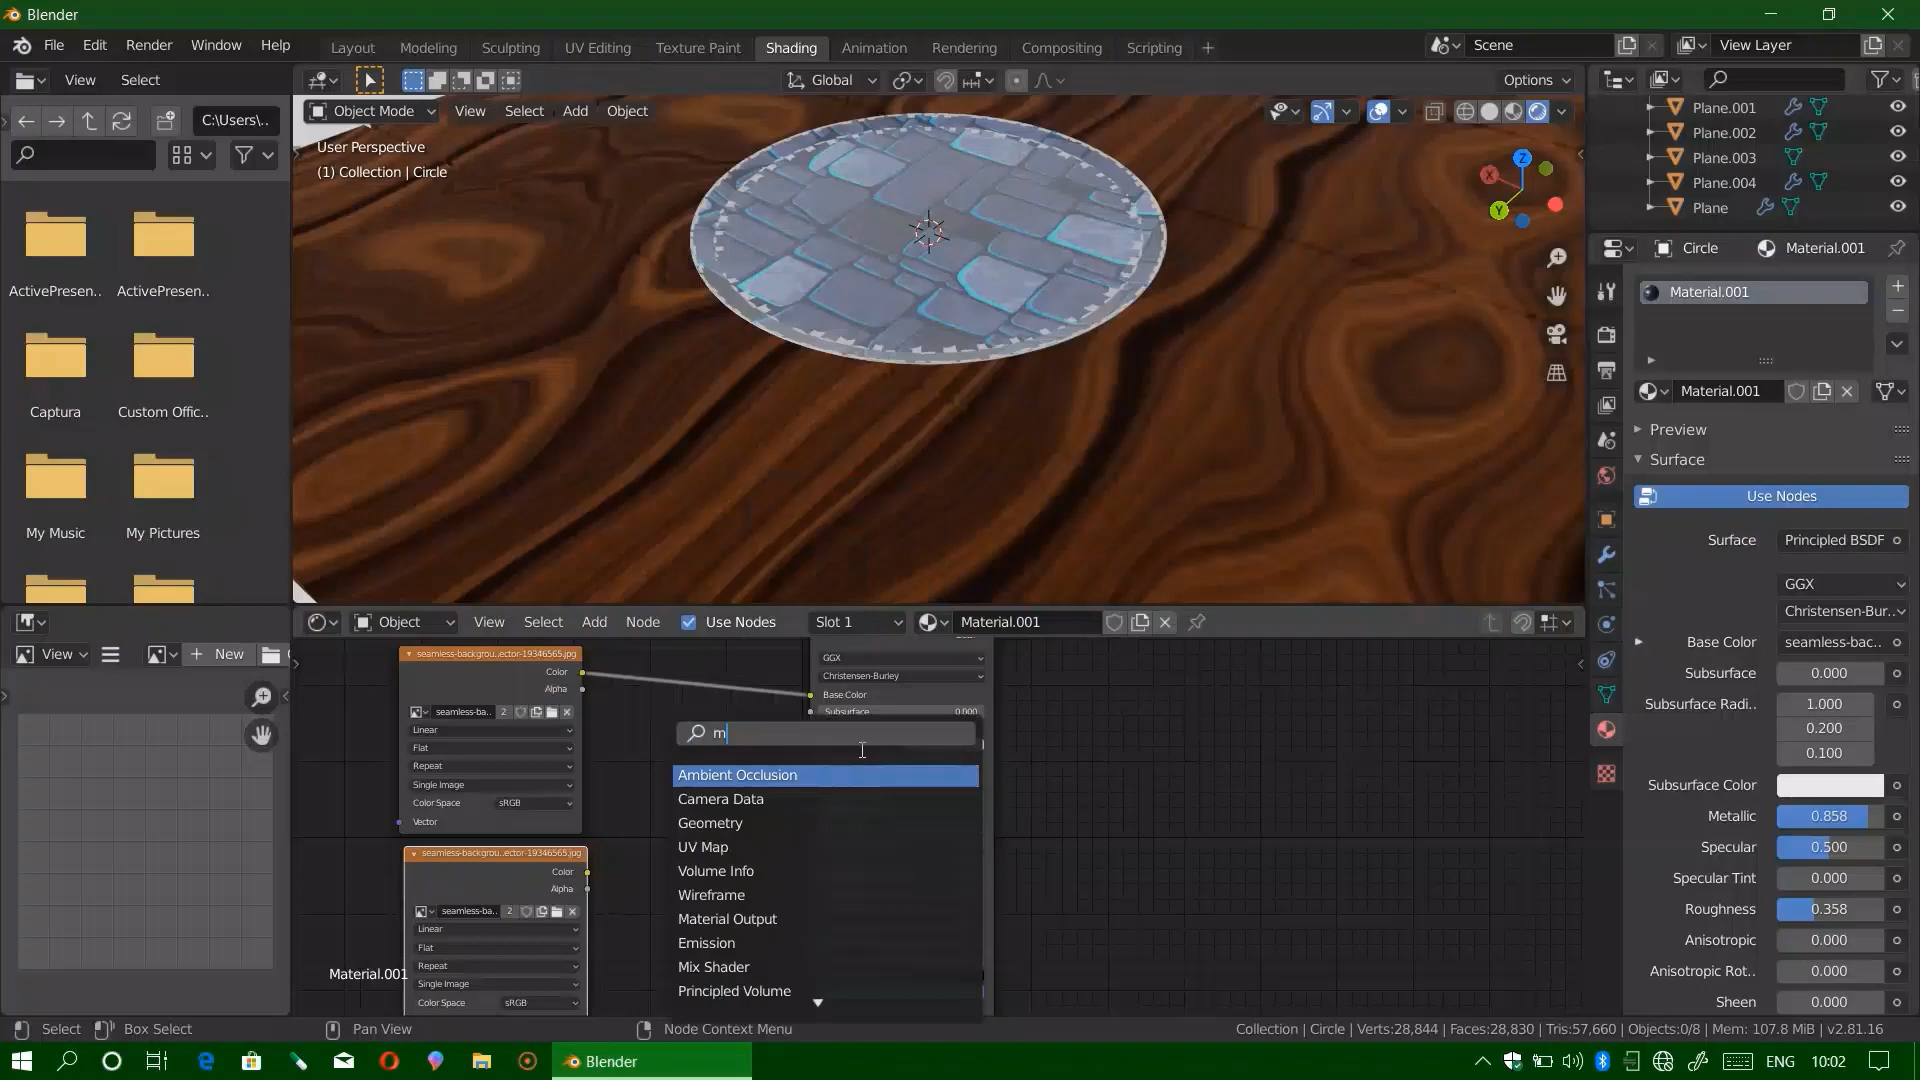 Blender
File Edit Render Window Help
Layout Modeling Sculpting UV Editing Texture Paint Shading Animation Rendering Compositing Scripting +
Scene
View Layer
View Select
Global
Options
C:\Users\..
Object Mode View Select Add Object
User Perspective
(1) Collection | Circle
Z
X
Y
Plane.001
Plane.002
Plane.003
Plane.004
Plane
Circle
Material.001
Material.001
Material.001
Preview
Surface
Use Nodes
Surface Principled BSDF
GGX
Christensen-Bur..
Base Color seamless-bac..
Subsurface 0.000
Subsurface Radi.. 1.000
0.200
0.100
Subsurface Color
Metallic 0.858
Specular 0.500
Specular Tint 0.000
Roughness 0.358
Anisotropic 0.000
Anisotropic Rot.. 0.000
Sheen 0.000
ActivePresen.. ActivePresen..
Captura Custom Offic..
My Music My Pictures
View New
Object View Select Add Node Use Nodes Slot 1 Material.001
seamless-backgrou..ector-19346565.jpg
Color
Alpha
seamless-ba.. 2
Linear
Flat
Repeat
Single Image
Color Space sRGB
Vector
seamless-backgrou..ector-19346565.jpg
Color
Alpha
seamless-ba.. 2
Linear
Flat
Repeat
Single Image
Color Space sRGB
GGX
Christensen-Burley
Base Color
Subsurface 0.000
m
Ambient Occlusion
Camera Data
Geometry
UV Map
Volume Info
Wireframe
Material Output
Emission
Mix Shader
Principled Volume
Material.001
Select Box Select Pan View Node Context Menu
Collection | Circle | Verts:28,844 | Faces:28,830 | Tris:57,660 | Objects:0/8 | Mem: 107.8 MiB | v2.81.16
Blender
ENG 10:02